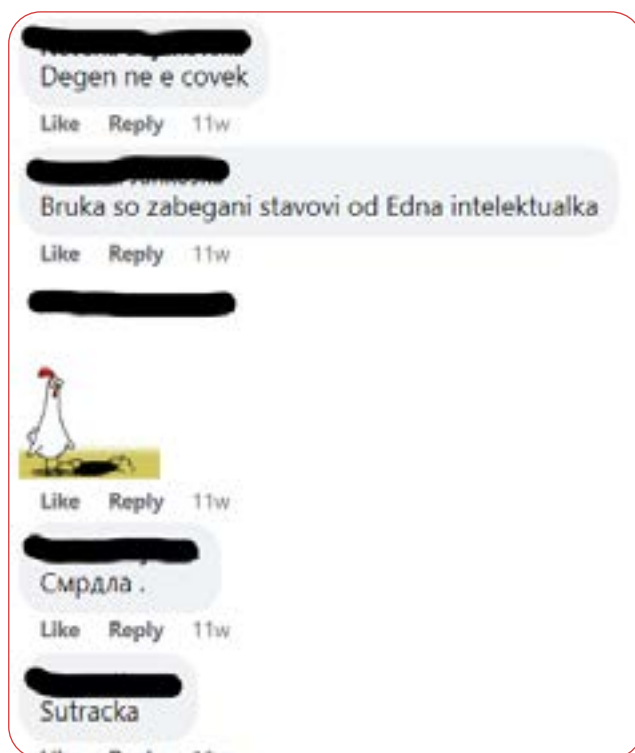 Degen ne e covek
Like Reply 11w
Bruka so zabegani stavovi od Edna intelektualka
Like Reply 11w
Like Reply 11w
Смрдла .
Like Reply 11w
Sutracka